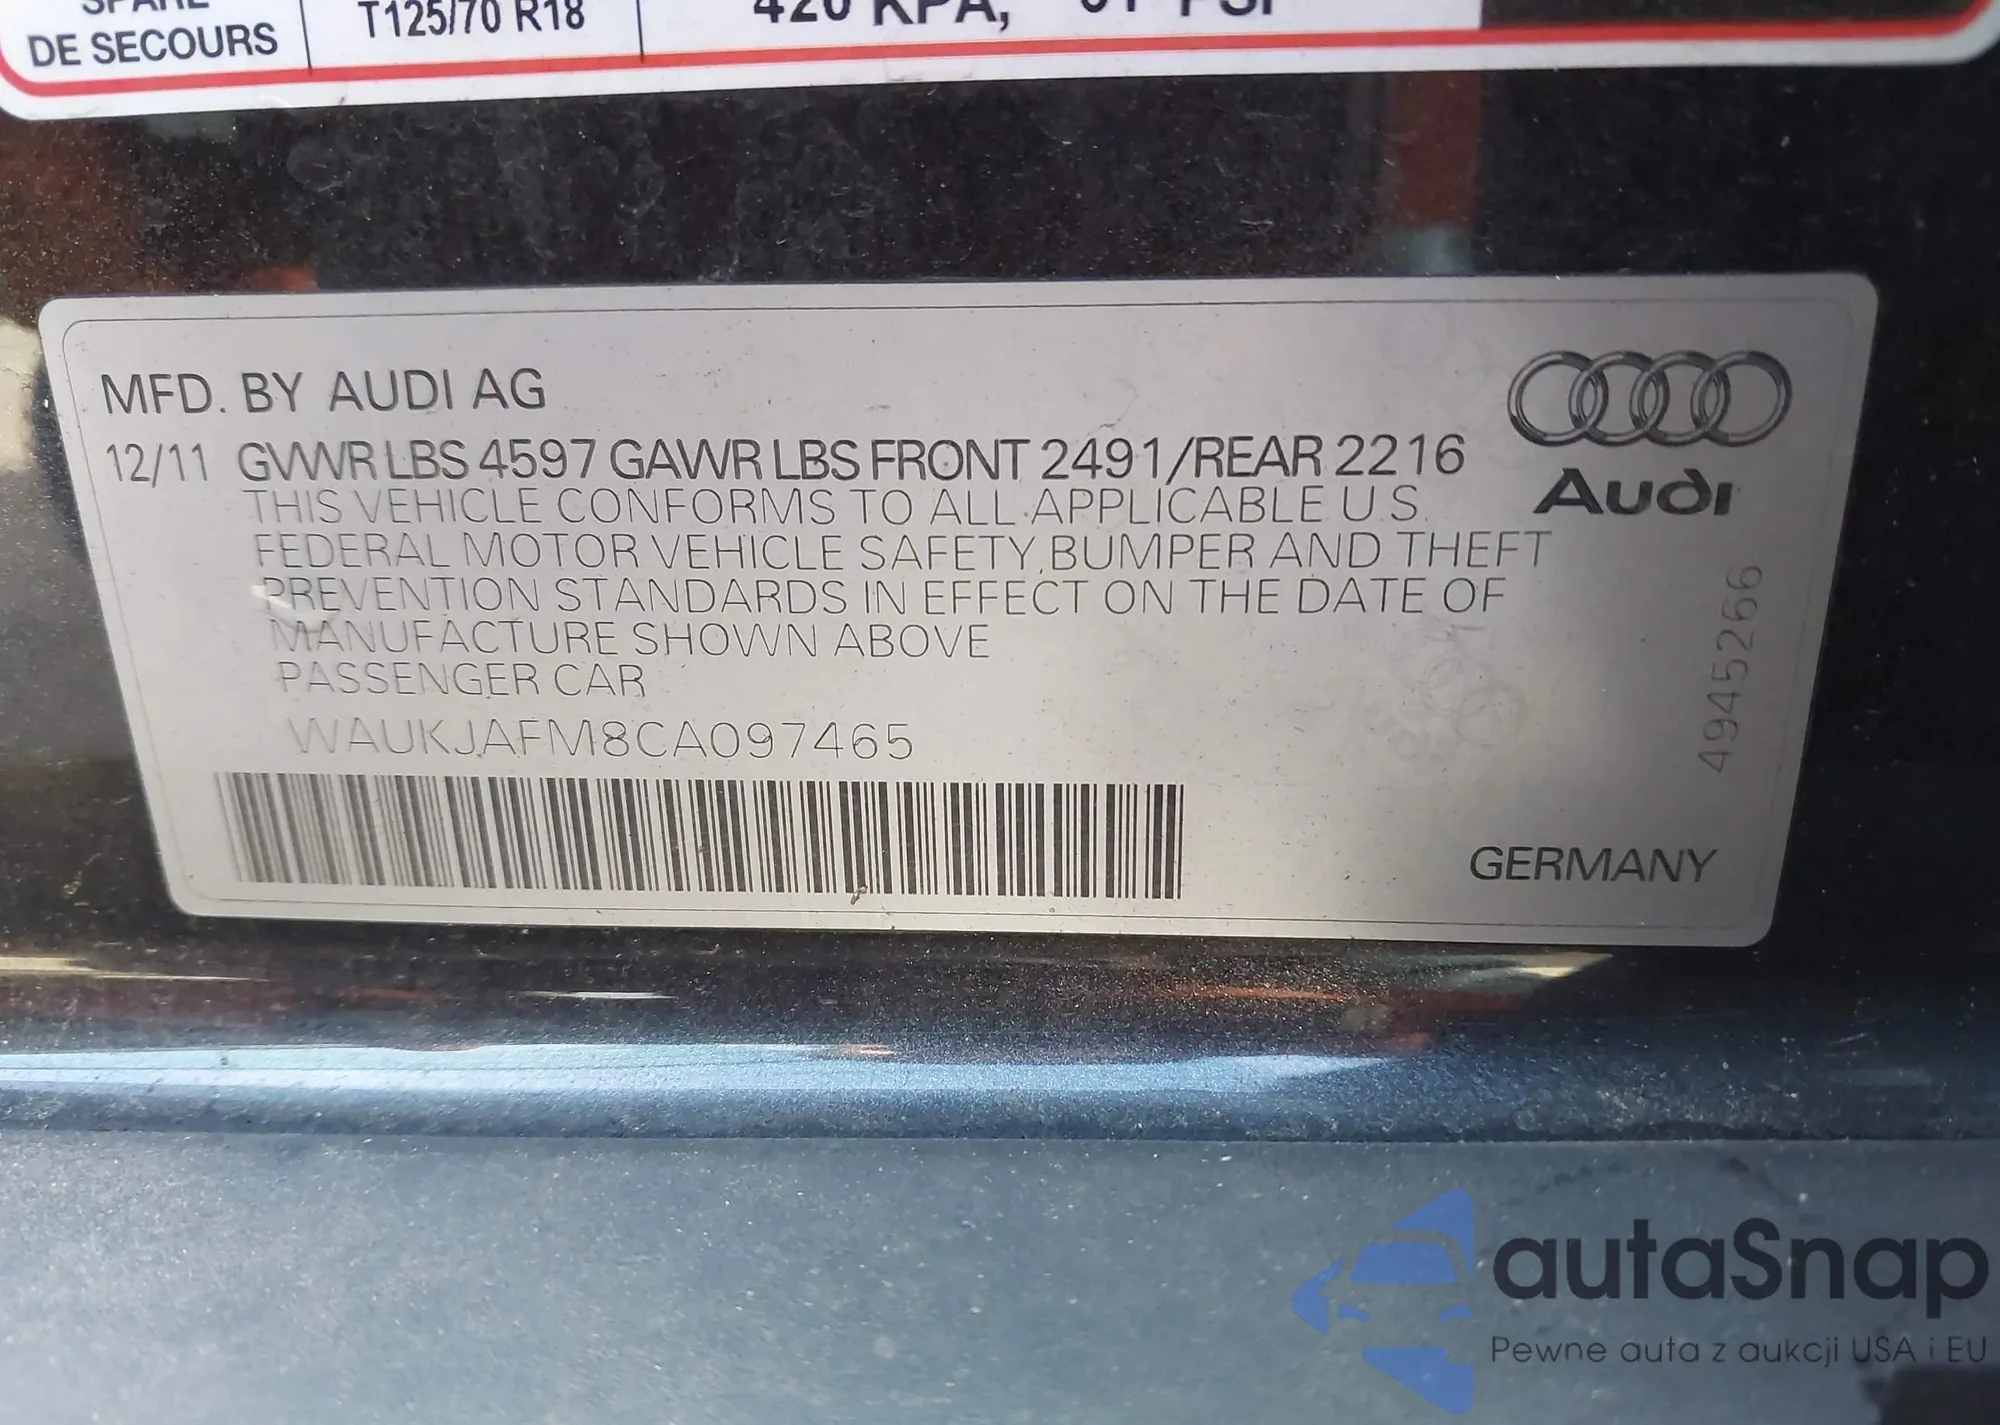 SPARE
DE SECOURS
T125/70 R18
420 KPA, 61 PSI
MFD. BY AUDI AG
12/11 GVWR LBS 4597 GAWR LBS FRONT 2491/REAR 2216
THIS VEHICLE CONFORMS TO ALL APPLICABLE U.S.
FEDERAL MOTOR VEHICLE SAFETY, BUMPER AND THEFT
PREVENTION STANDARDS IN EFFECT ON THE DATE OF
MANUFACTURE SHOWN ABOVE
PASSENGER CAR
WAUKJAFM8CA097465
Audi
4945266
GERMANY
autaSnap
Pewne auta z aukcji USA i EU